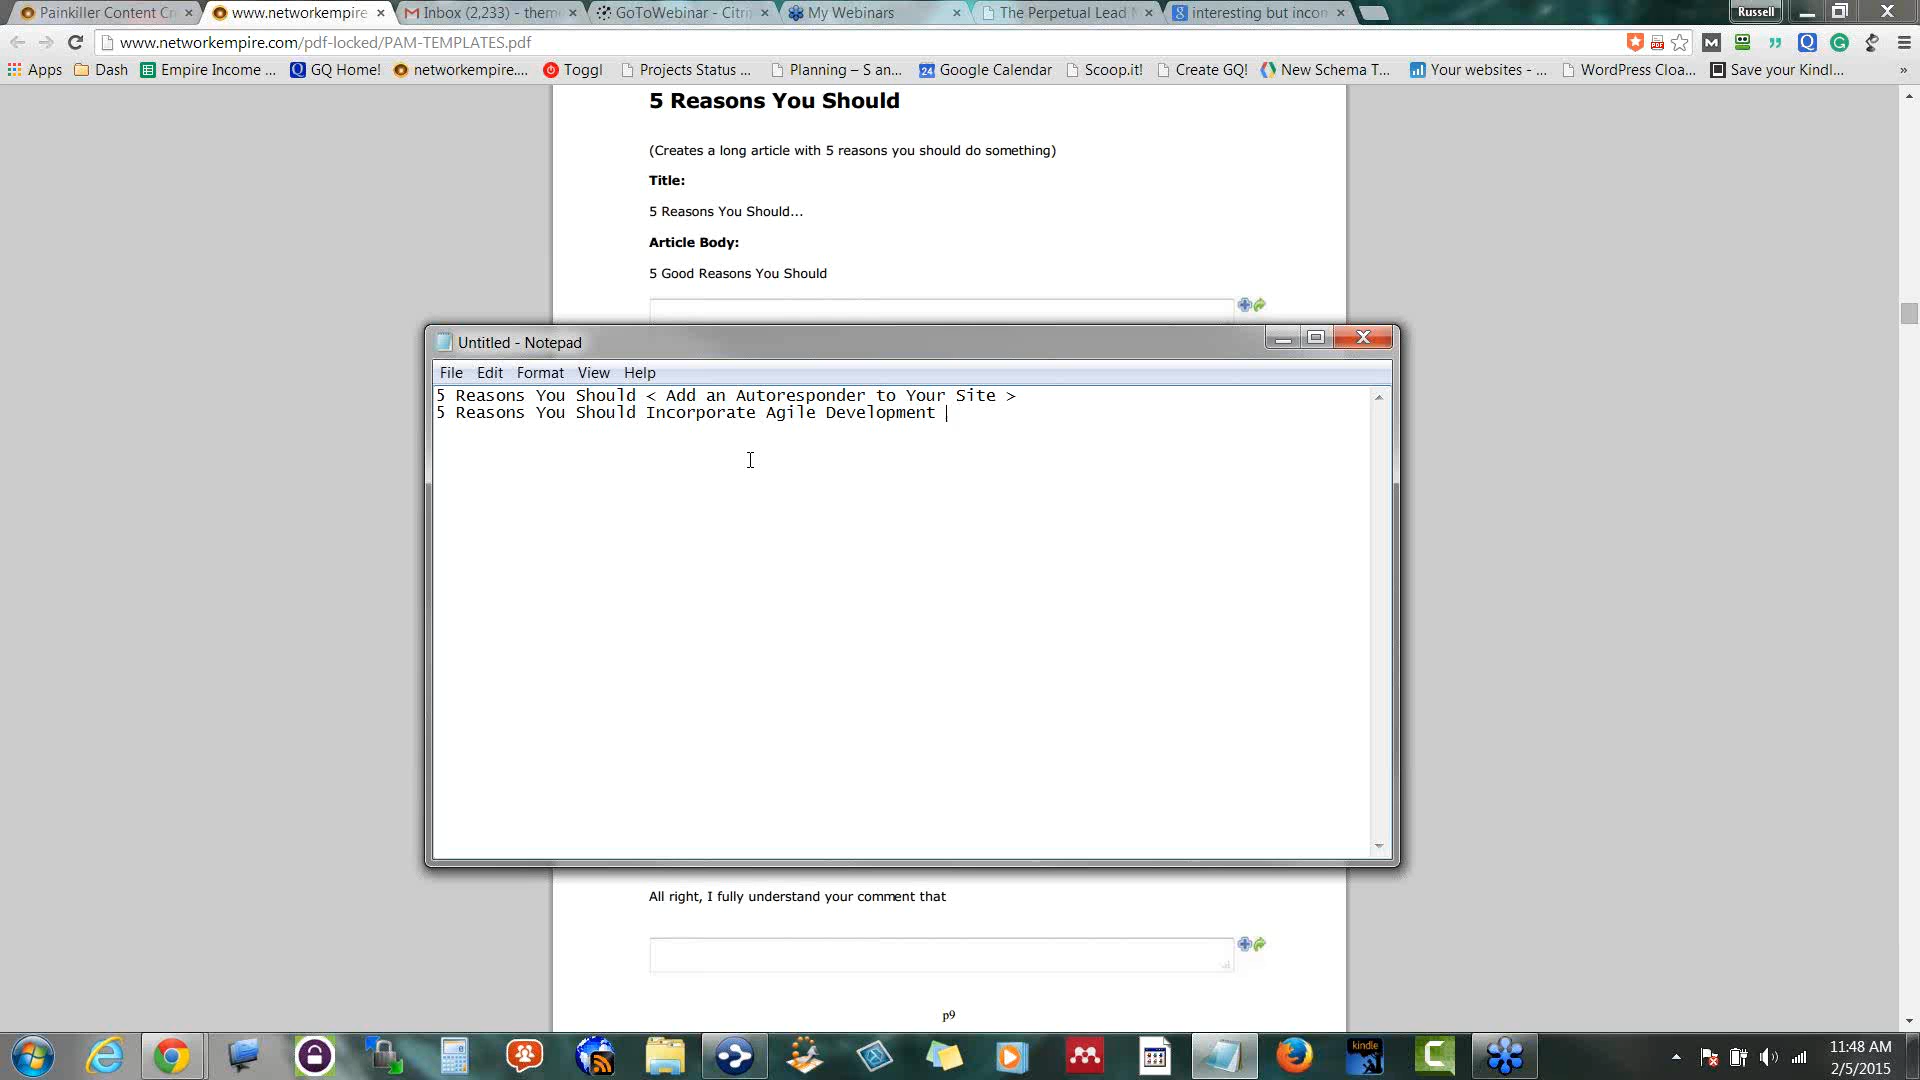 Painkiller Content Cr
www.networkempire
Inbox (2,233) - them
GoToWebinar - Citri
My Webinars
The Perpetual Lead
interesting but incon
Russell
www.networkempire.com/pdf-locked/PAM-TEMPLATES.pdf
Apps
Dash
Empire Income ...
GQ Home!
networkempire....
Toggl
Projects Status ...
Planning – S an...
24
Google Calendar
Scoop.it!
Create GQ!
New Schema T...
Your websites - ...
WordPress Cloa...
Save your Kindl...
»
5 Reasons You Should
(Creates a long article with 5 reasons you should do something)
Title:
5 Reasons You Should...
Article Body:
5 Good Reasons You Should
Untitled - Notepad
File Edit Format View Help
5 Reasons You Should < Add an Autoresponder to Your Site >
5 Reasons You Should Incorporate Agile Development
All right, I fully understand your comment that
p9
kindle
11:48 AM
2/5/2015